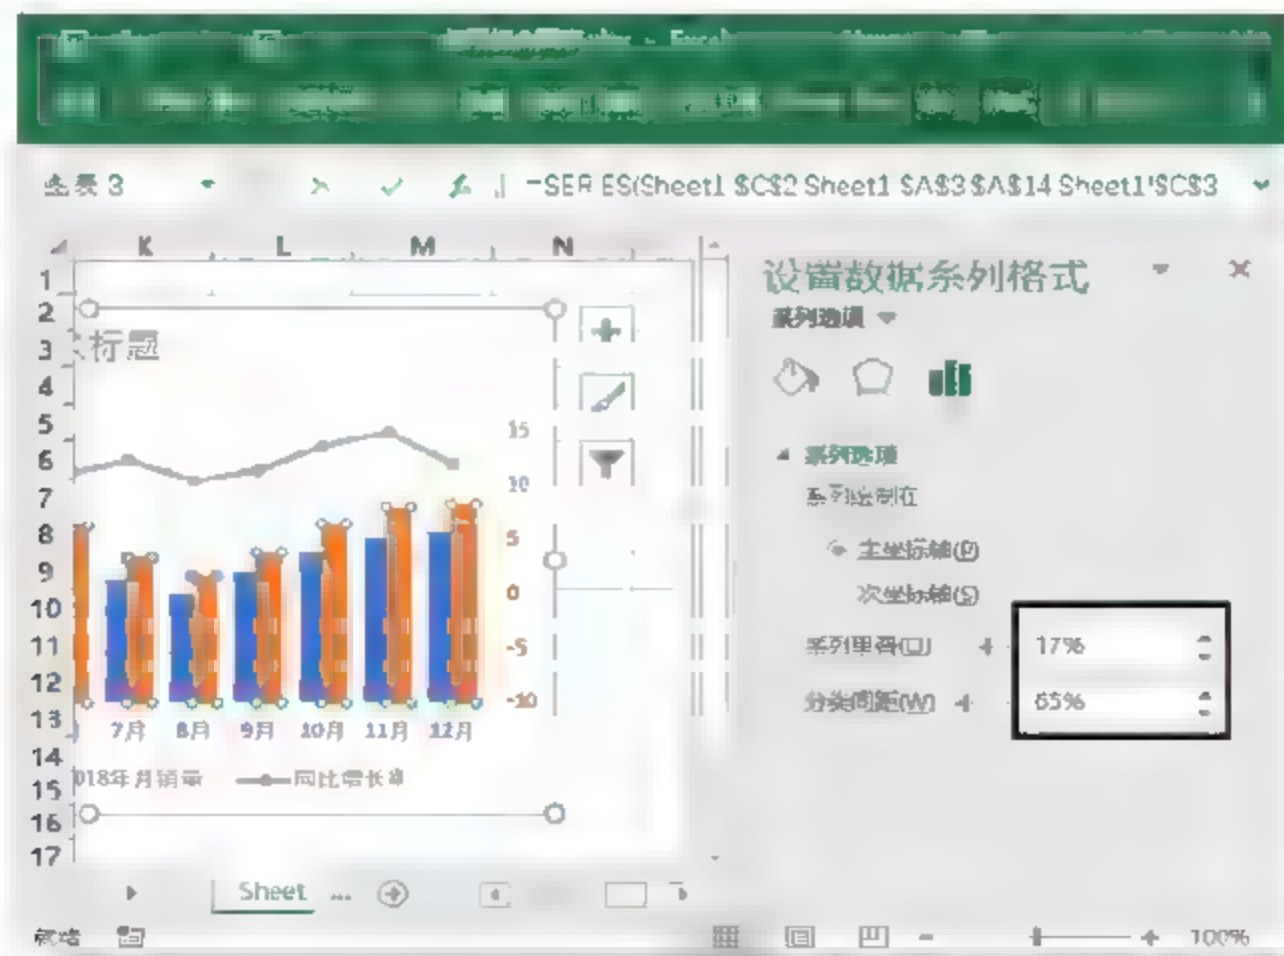 图表 3
=SERIES(Sheet1 $C$2 Sheet1 $A$3 $A$14 Sheet1'$C$3
K L M N
设置数据系列格式
系列选项
标题
系列选项
系列绘制在
主坐标轴(P)
次坐标轴(S)
系列重叠(O) 17%
分类间距(W) 65%
1
2
3
4
5
6
7
8
9
10
11
12
13
14
15
16
17
15
10
5
0
-5
-10
7月 8月 9月 10月 11月 12月
018年月销量 同比增长率
Sheet ...
就绪
100%